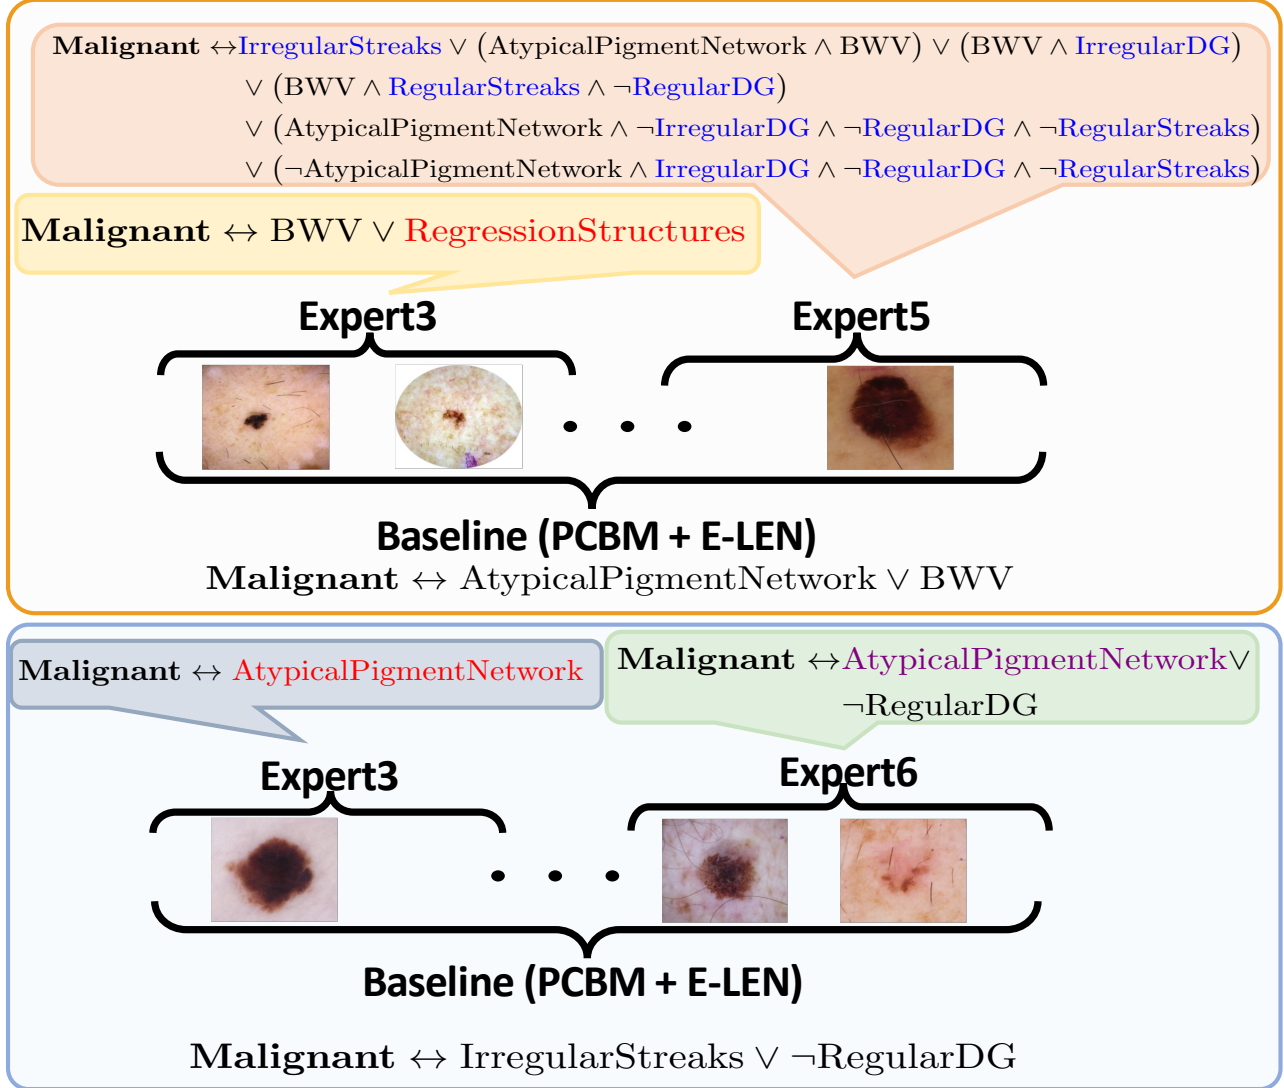 Malignant ↔IrregularStreaks ∨ (AtypicalPigmentNetwork ∧ BWV) ∨ (BWV ∧ IrregularDG)
∨ (BWV ∧ RegularStreaks ∧ ¬RegularDG)
∨ (AtypicalPigmentNetwork ∧ ¬IrregularDG ∧ ¬RegularDG ∧ ¬RegularStreaks)
∨ (¬AtypicalPigmentNetwork ∧ IrregularDG ∧ ¬RegularDG ∧ ¬RegularStreaks)
Malignant ↔ BWV ∨ RegressionStructures
Expert3
Expert5
Baseline (PCBM + E-LEN)
Malignant ↔ AtypicalPigmentNetwork ∨ BWV
Malignant ↔ AtypicalPigmentNetwork
Malignant ↔AtypicalPigmentNetwork∨
¬RegularDG
Expert3
Expert6
Baseline (PCBM + E-LEN)
Malignant ↔ IrregularStreaks ∨ ¬RegularDG